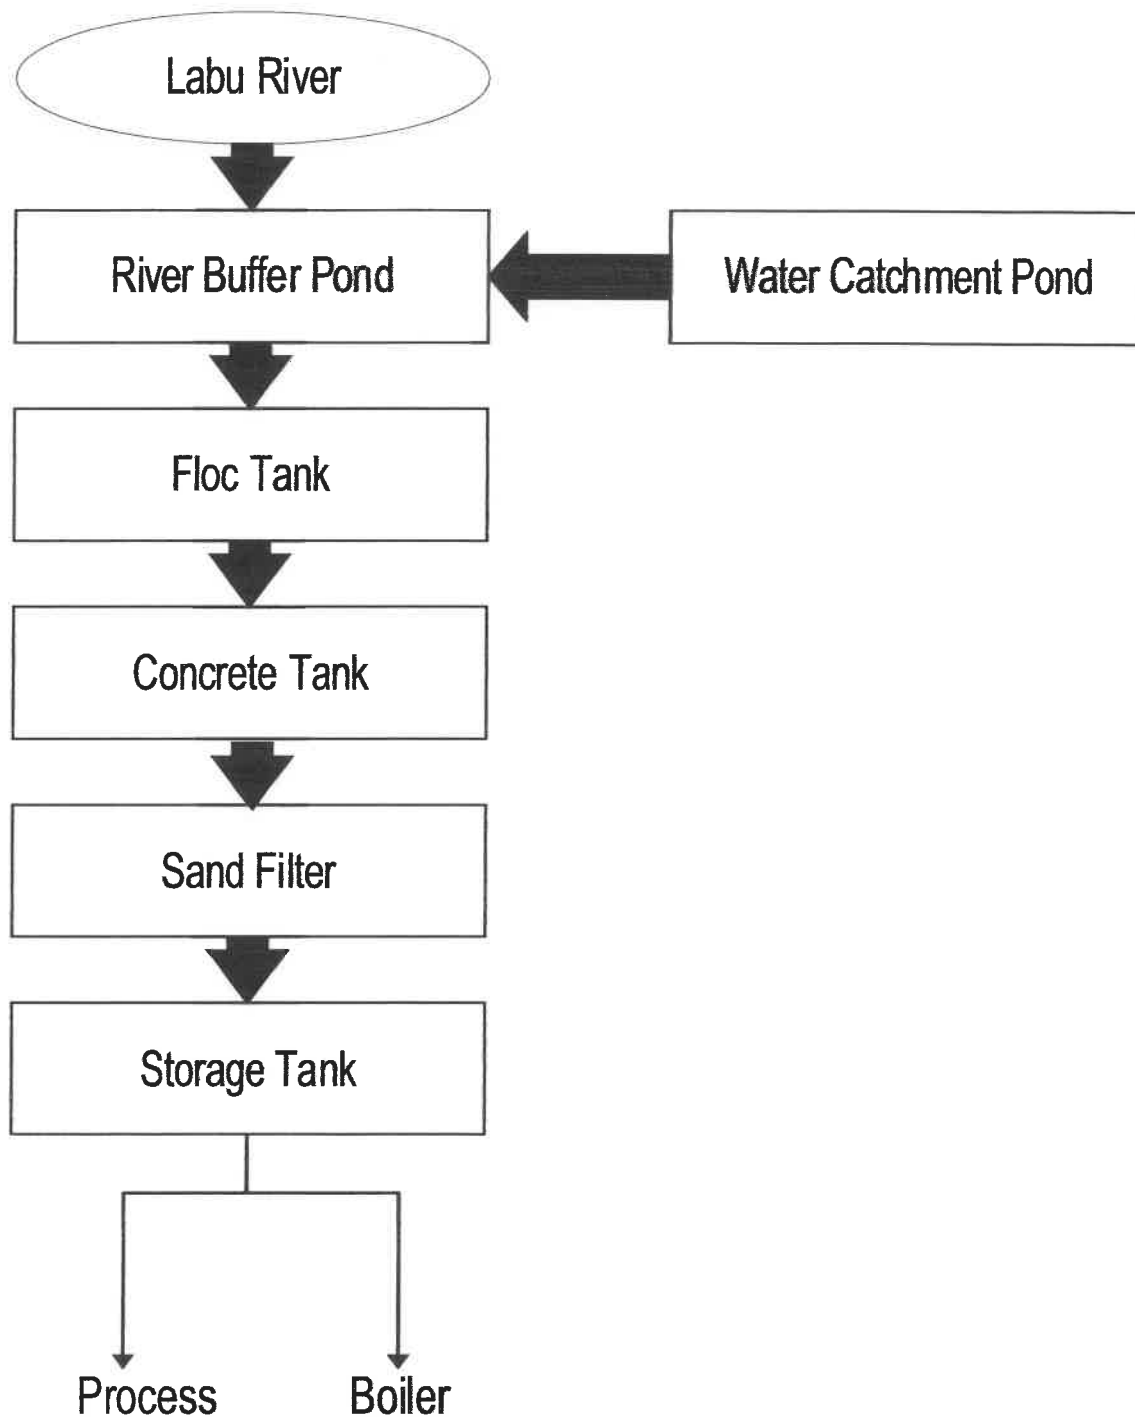 Labu River
River Buffer Pond
Water Catchment Pond
Floc Tank
Concrete Tank
Sand Filter
Storage Tank
Process
Boiler